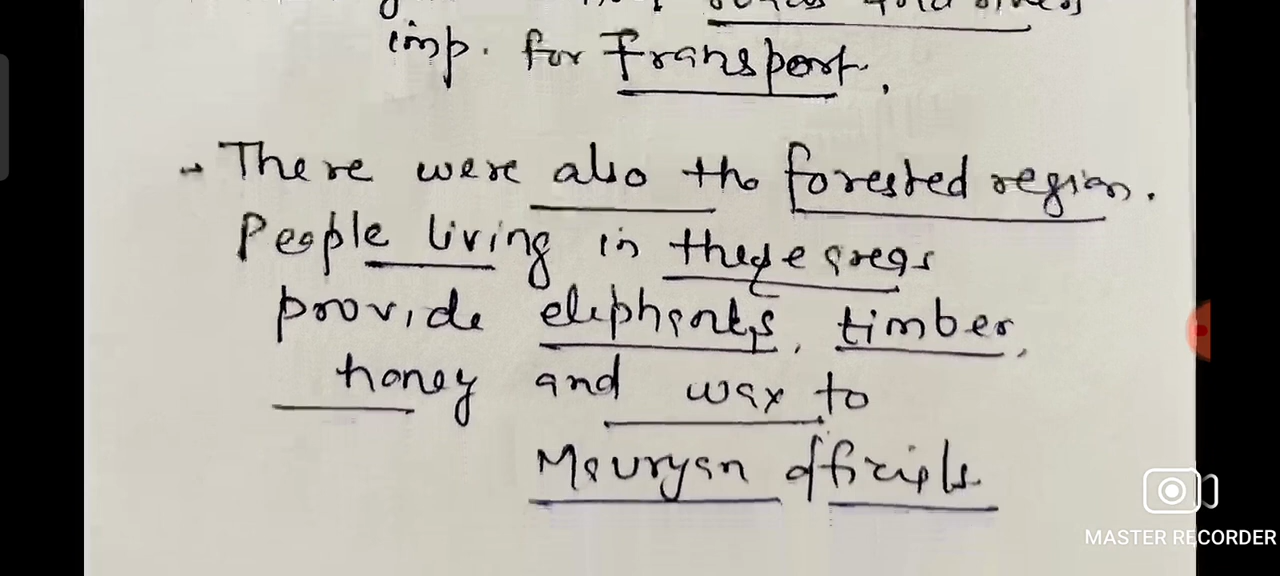 imp. for Transport.
→ There were also the forested region.
People living in these areas
provide elephants, timber,
honey and wax to
Mauryan officials
MASTER RECORDER